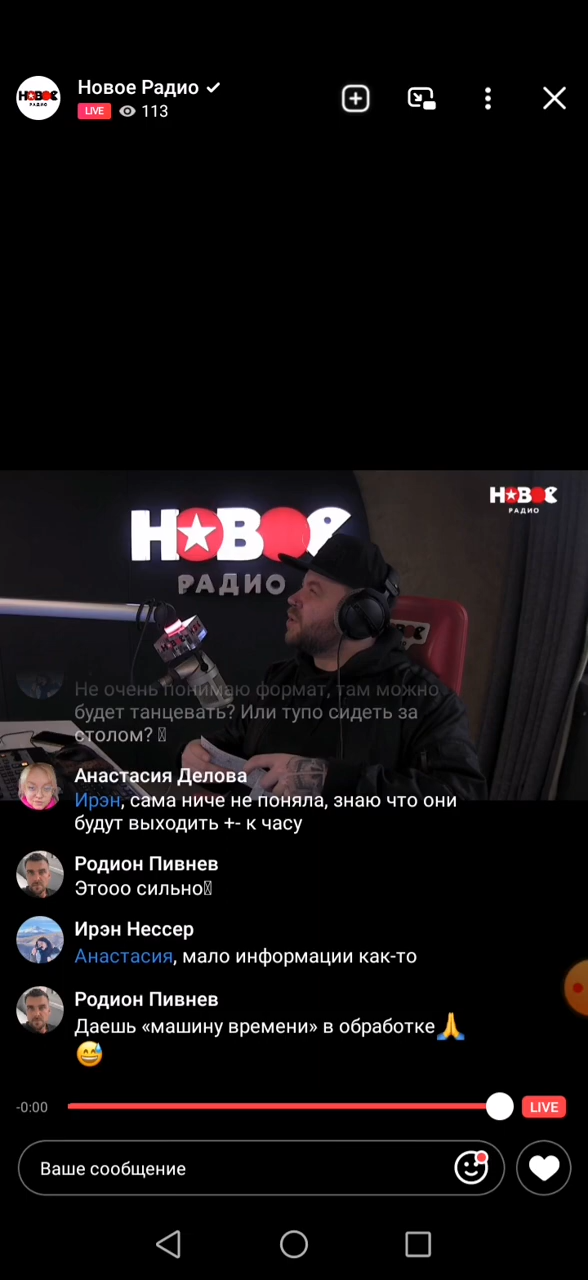 НОВОЕ
РАДИО
Новое Радио
LIVE 113
НОВОЕ
РАДИО
НОВОЕ
РАДИО
Не очень понимаю формат, там можно
будет танцевать? Или тупо сидеть за
столом?
Анастасия Делова
Ирэн, сама ниче не поняла, знаю что они
будут выходить +- к часу
Родион Пивнев
Этооо сильно
Ирэн Нессер
Анастасия, мало информации как-то
Родион Пивнев
Даешь «машину времени» в обработке🙏
😅
-0:00 LIVE
Ваше сообщение